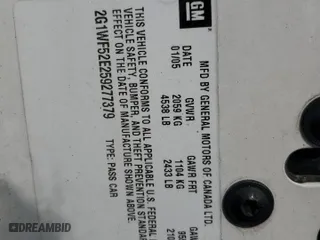 GM
MFD BY GENERAL MOTORS OF CANADA LTD.
DATE GVWR GAWR FRT
01/05 2059 KG 1104 KG
4538 LB 2433 LB
THIS VEHICLE CONFORMS TO ALL APPLICABLE U.S. FEDERAL
VEHICLE SAFETY, BUMPER, AND THEFT PREVENTION STANDARDS
EFFECT ON THE DATE OF MANUFACTURE SHOWN ABOVE.
2G1WF52E259277379 TYPE: PASS CAR
DREAMBID